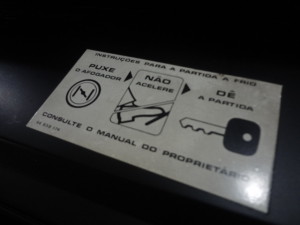 INSTRUÇÕES PARA A PARTIDA A FRIO
PUXE
O AFOGADOR
NÃO
ACELERE
DÊ
A PARTIDA
CONSULTE O MANUAL DO PROPRIETÁRIO